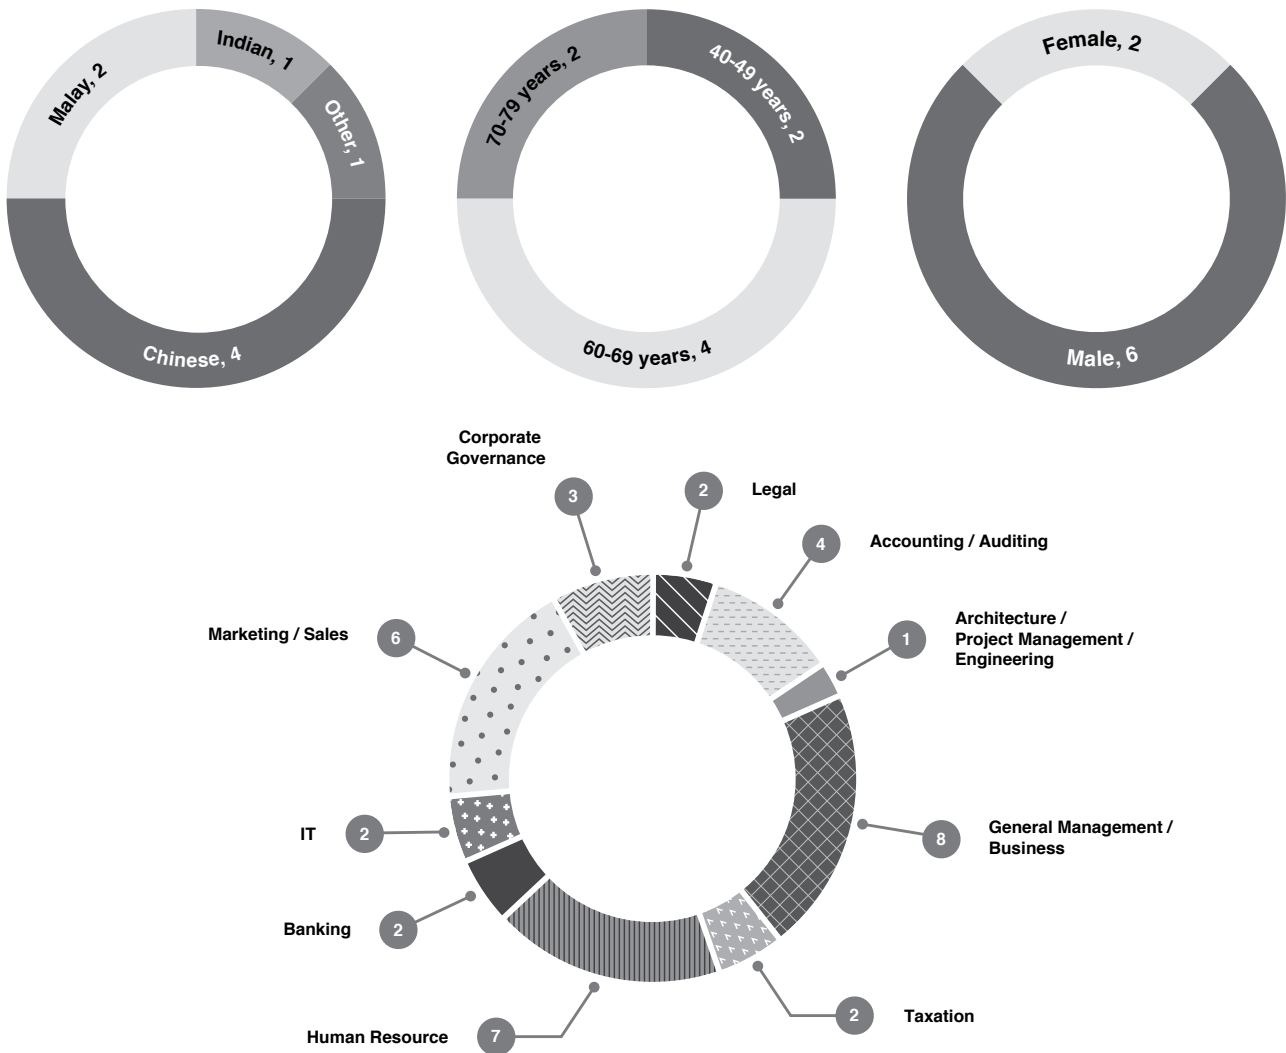 Malay, 2
Indian, 1
Other, 1
Chinese, 4
70-79 years, 2
40-49 years, 2
60-69 years, 4
Female, 2
Male, 6
Corporate
Governance
3
2
Legal
4
Accounting / Auditing
1
Architecture /
Project Management /
Engineering
Marketing / Sales
6
8
General Management /
Business
IT
2
Banking
2
Human Resource
7
2
Taxation